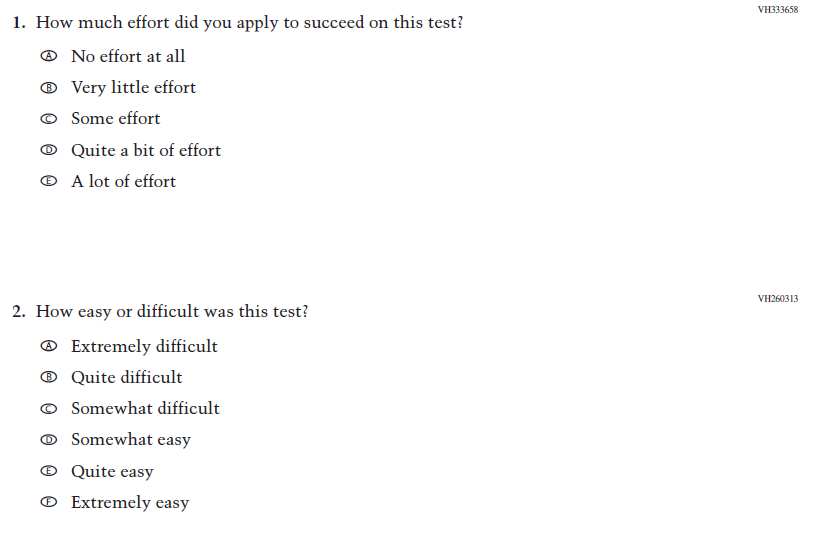 VH333658
1. How much effort did you apply to succeed on this test?
Ⓐ No effort at all
Ⓑ Very little effort
Ⓒ Some effort
Ⓓ Quite a bit of effort
Ⓔ A lot of effort
VH260313
2. How easy or difficult was this test?
Ⓐ Extremely difficult
Ⓑ Quite difficult
Ⓒ Somewhat difficult
Ⓓ Somewhat easy
Ⓔ Quite easy
Ⓕ Extremely easy